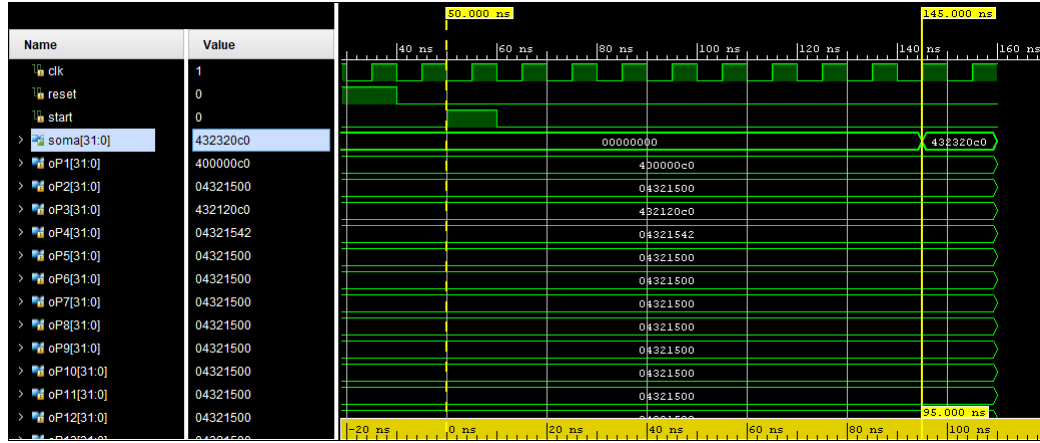 50.000 ns 145.000 ns
Name Value
40 ns 60 ns 80 ns 100 ns 120 ns 140 ns 160 ns
clk 1
reset 0
start 0
soma[31:0] 432320c0 00000000 432320c0
oP1[31:0] 400000c0 400000c0
oP2[31:0] 04321500 04321500
oP3[31:0] 432120c0 432120c0
oP4[31:0] 04321542 04321542
oP5[31:0] 04321500 04321500
oP6[31:0] 04321500 04321500
oP7[31:0] 04321500 04321500
oP8[31:0] 04321500 04321500
oP9[31:0] 04321500 04321500
oP10[31:0] 04321500 04321500
oP11[31:0] 04321500 04321500
oP12[31:0] 04321500
95.000 ns
-20 ns 0 ns 20 ns 40 ns 60 ns 80 ns 100 ns